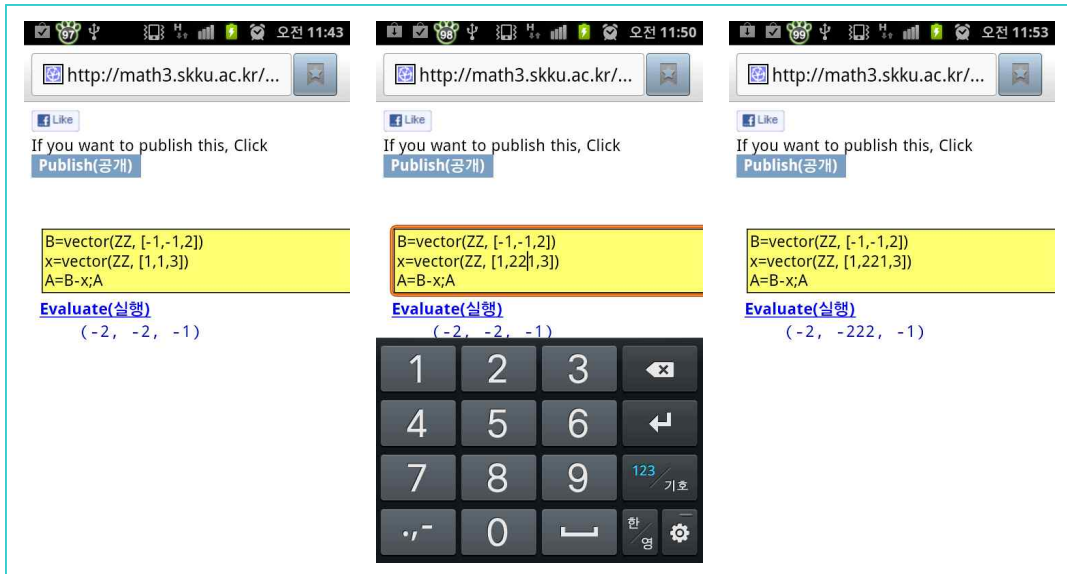 97 H 오전 11:43
http://math3.skku.ac.kr/...
Like
If you want to publish this, Click
Publish(공개)
B=vector(ZZ, [-1,-1,2])
x=vector(ZZ, [1,1,3])
A=B-x;A
Evaluate(실행)
(-2, -2, -1)
98 H 오전 11:50
http://math3.skku.ac.kr/...
Like
If you want to publish this, Click
Publish(공개)
B=vector(ZZ, [-1,-1,2])
x=vector(ZZ, [1,221,3])
A=B-x;A
Evaluate(실행)
(-2, -2, -1)
1 2 3
4 5 6
7 8 9 123/기호
.,- 0 한/영
99 H 오전 11:53
http://math3.skku.ac.kr/...
Like
If you want to publish this, Click
Publish(공개)
B=vector(ZZ, [-1,-1,2])
x=vector(ZZ, [1,221,3])
A=B-x;A
Evaluate(실행)
(-2, -222, -1)